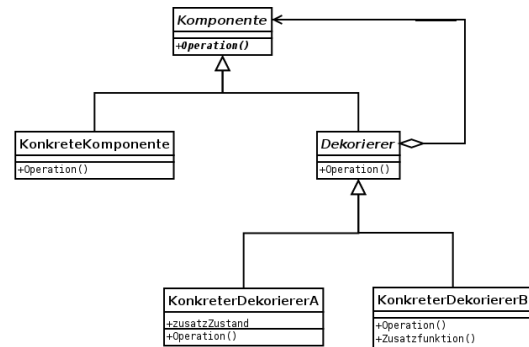 Komponente
+Operation()
KonkreteKomponente
+Operation()
Dekorierer
+Operation()
KonkreterDekoriererA
+zusatzZustand
+Operation()
KonkreterDekoriererB
+Operation()
+Zusatzfunktion()